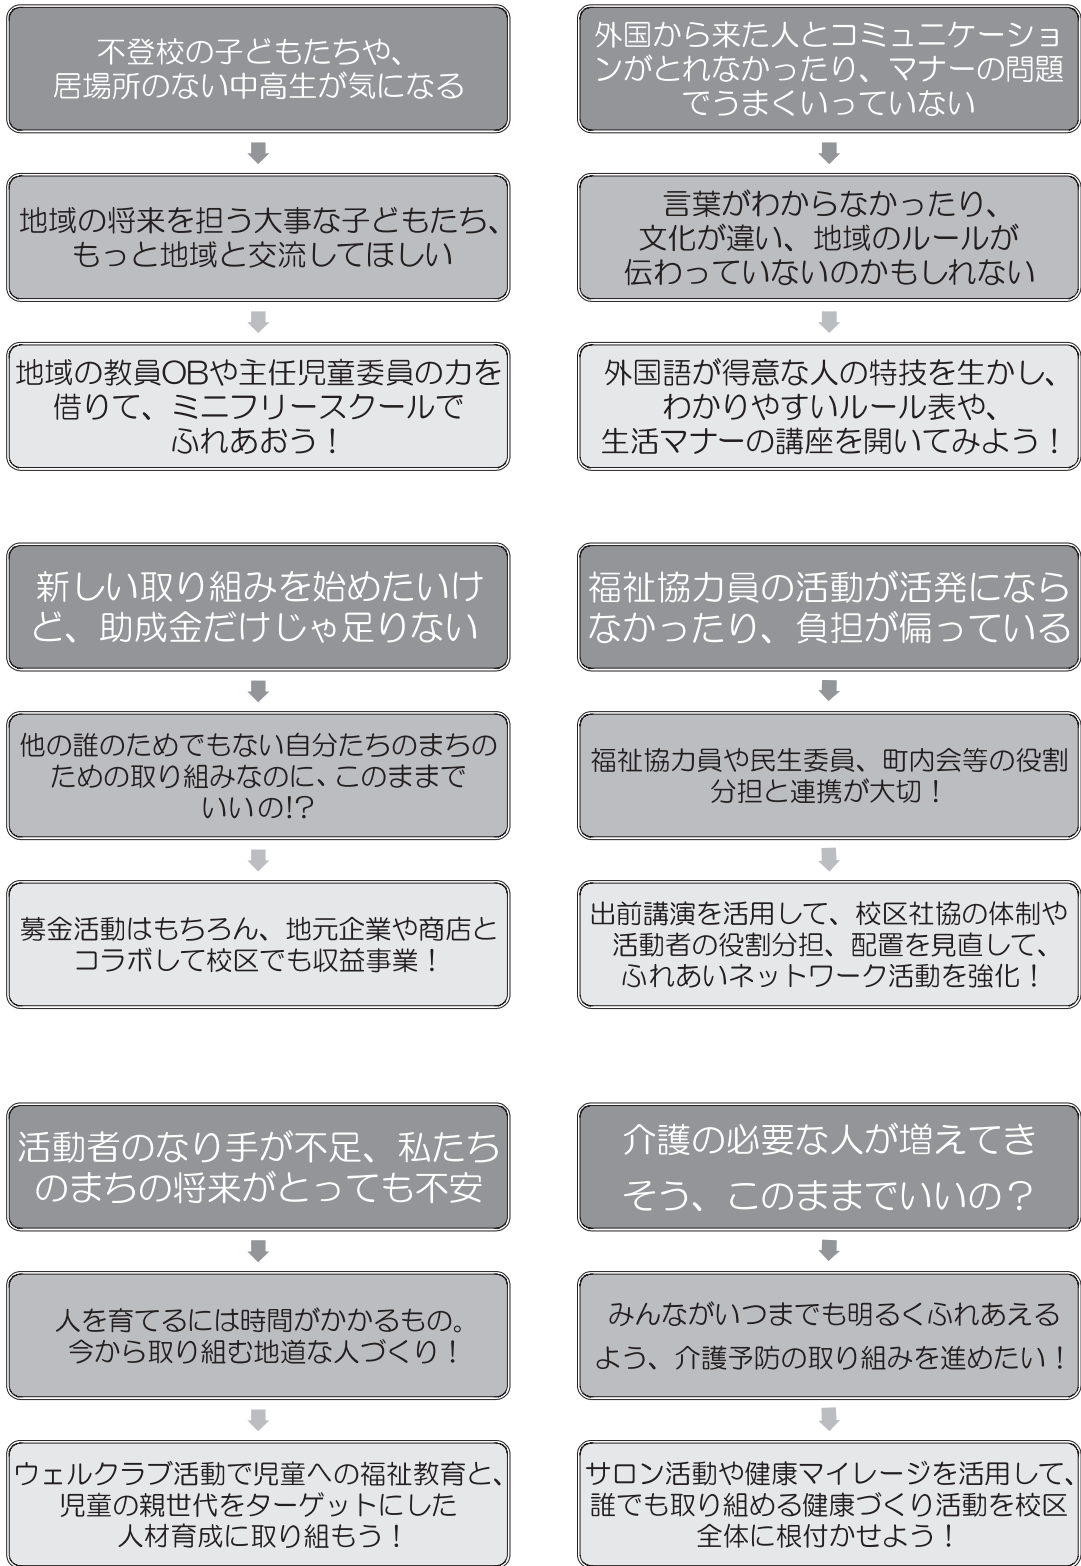 不登校の子どもたちや、
居場所のない中高生が気になる
地域の将来を担う大事な子どもたち、
もっと地域と交流してほしい
地域の教員OBや主任児童委員の力を
借りて、ミニフリースクールで
ふれあおう！
外国から来た人とコミュニケーショ
ンがとれなかったり、マナーの問題
でうまくいっていない
言葉がわからなかったり、
文化が違い、地域のルールが
伝わっていないのかもしれない
外国語が得意な人の特技を生かし、
わかりやすいルール表や、
生活マナーの講座を開いてみよう！
新しい取り組みを始めたいけ
ど、助成金だけじゃ足りない
他の誰のためでもない自分たちのまちの
ための取り組みなのに、このままで
いいの!?
募金活動はもちろん、地元企業や商店と
コラボして校区でも収益事業！
福祉協力員の活動が活発になら
なかったり、負担が偏っている
福祉協力員や民生委員、町内会等の役割
分担と連携が大切！
出前講演を活用して、校区社協の体制や
活動者の役割分担、配置を見直して、
ふれあいネットワーク活動を強化！
活動者のなり手が不足、私たち
のまちの将来がとっても不安
人を育てるには時間がかかるもの。
今から取り組む地道な人づくり！
ウェルクラブ活動で児童への福祉教育と、
児童の親世代をターゲットにした
人材育成に取り組もう！
介護の必要な人が増えてき
そう、このままでいいの？
みんながいつまでも明るくふれあえる
よう、介護予防の取り組みを進めたい！
サロン活動や健康マイレージを活用して、
誰でも取り組める健康づくり活動を校区
全体に根付かせよう！